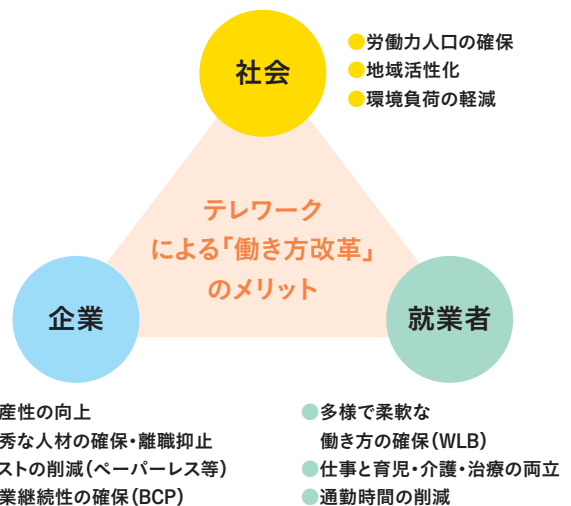 社会
●労働力人口の確保
●地域活性化
●環境負荷の軽減
テレワーク
による「働き方改革」
のメリット
企業
就業者
産性の向上
秀な人材の確保・離職抑止
ストの削減(ペーパーレス等)
業継続性の確保(BCP)
●多様で柔軟な
働き方の確保(WLB)
●仕事と育児・介護・治療の両立
●通勤時間の削減